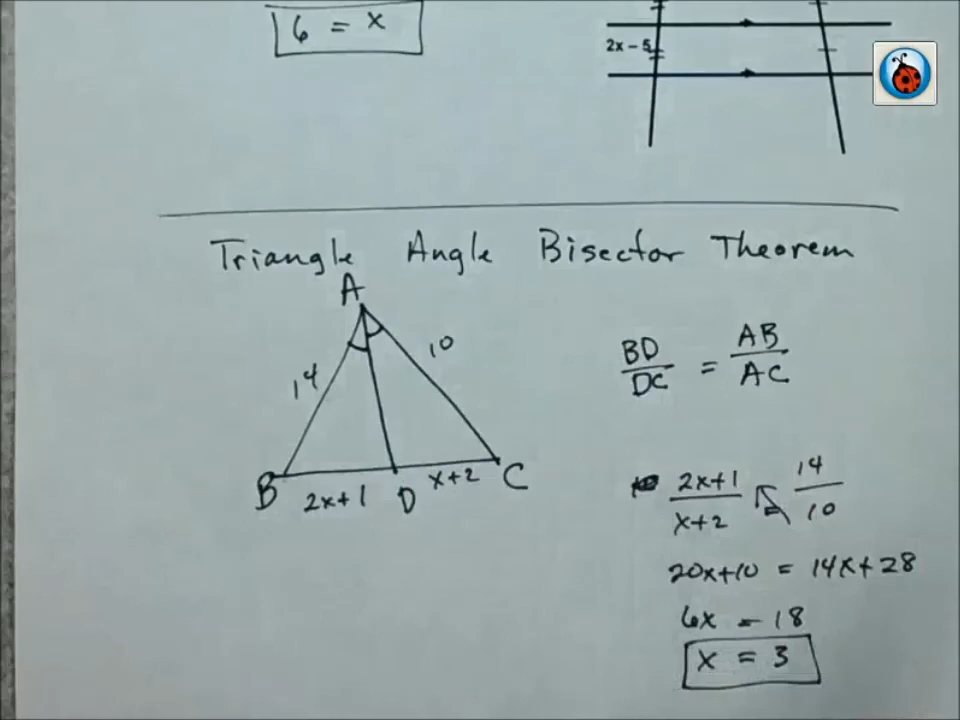 6 = x
2x – 5
Triangle Angle Bisector Theorem
A
14
10
B
2x+1
D
x+2
C
BD/DC = AB/AC
2x+1/x+2 = 14/10
20x+10 = 14x+28
6x = 18
x = 3